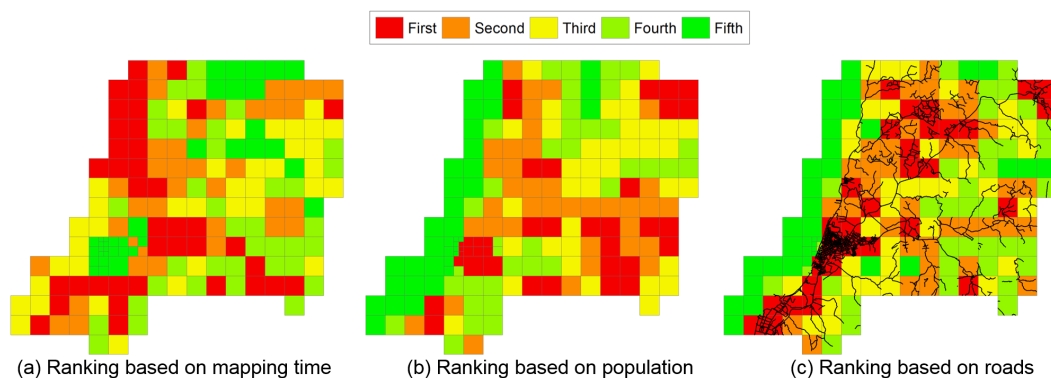 First Second Third Fourth Fifth
(a) Ranking based on mapping time
(b) Ranking based on population
(c) Ranking based on roads